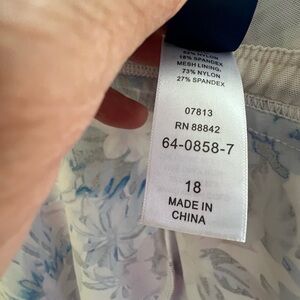 82% NYLON
18% SPANDEX
MESH LINING:
73% NYLON
27% SPANDEX
07813
RN 88842
64-0858-7
18
MADE IN
CHINA